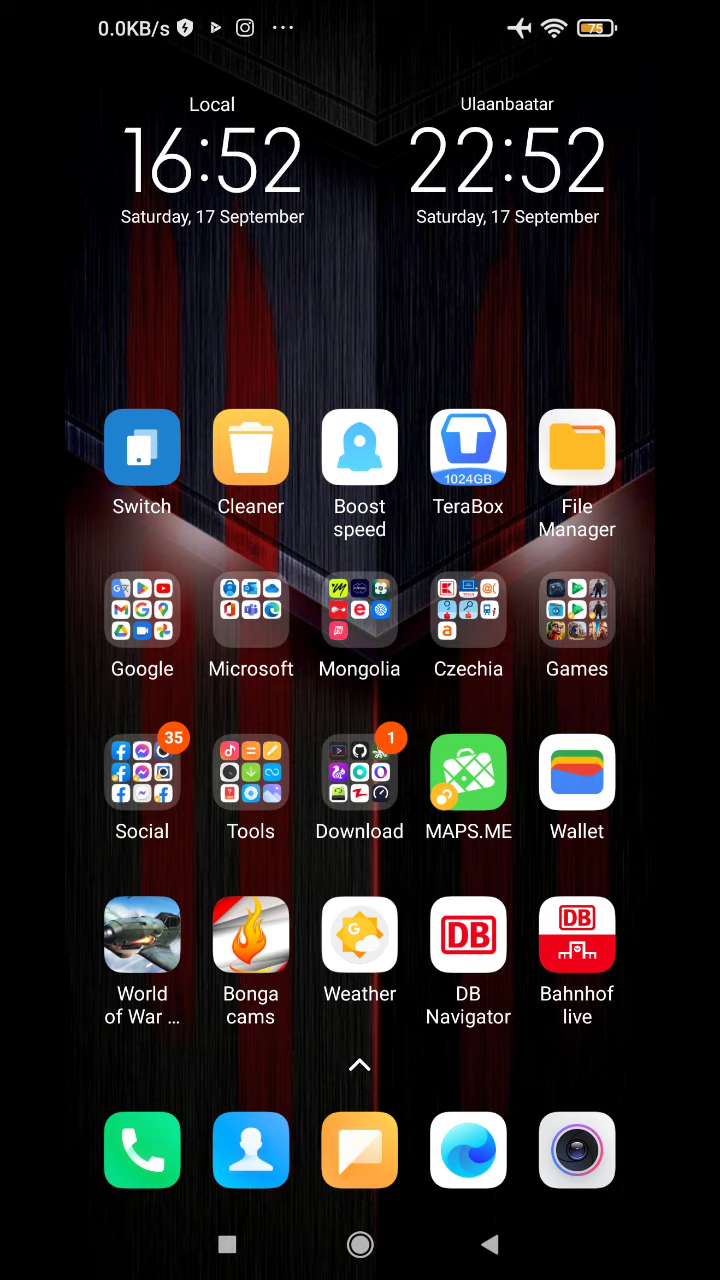 0.0KB/s
75
Local
Ulaanbaatar
16:52
22:52
Saturday, 17 September
Saturday, 17 September
1024GB
Switch
Cleaner
Boost
speed
TeraBox
File
Manager
Google
Microsoft
Mongolia
Czechia
Games
35
1
Social
Tools
Download
MAPS.ME
Wallet
G
DB
DB
World
of War ...
Bonga
cams
Weather
DB
Navigator
Bahnhof
live